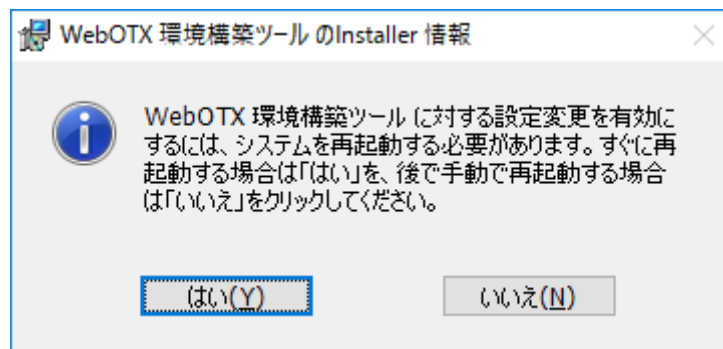 WebOTX 環境構築ツール のInstaller 情報
WebOTX 環境構築ツール に対する設定変更を有効に
するには、システムを再起動する必要があります。すぐに再
起動する場合は「はい」を、後で手動で再起動する場合
は「いいえ」をクリックしてください。
はい(Y)
いいえ(N)